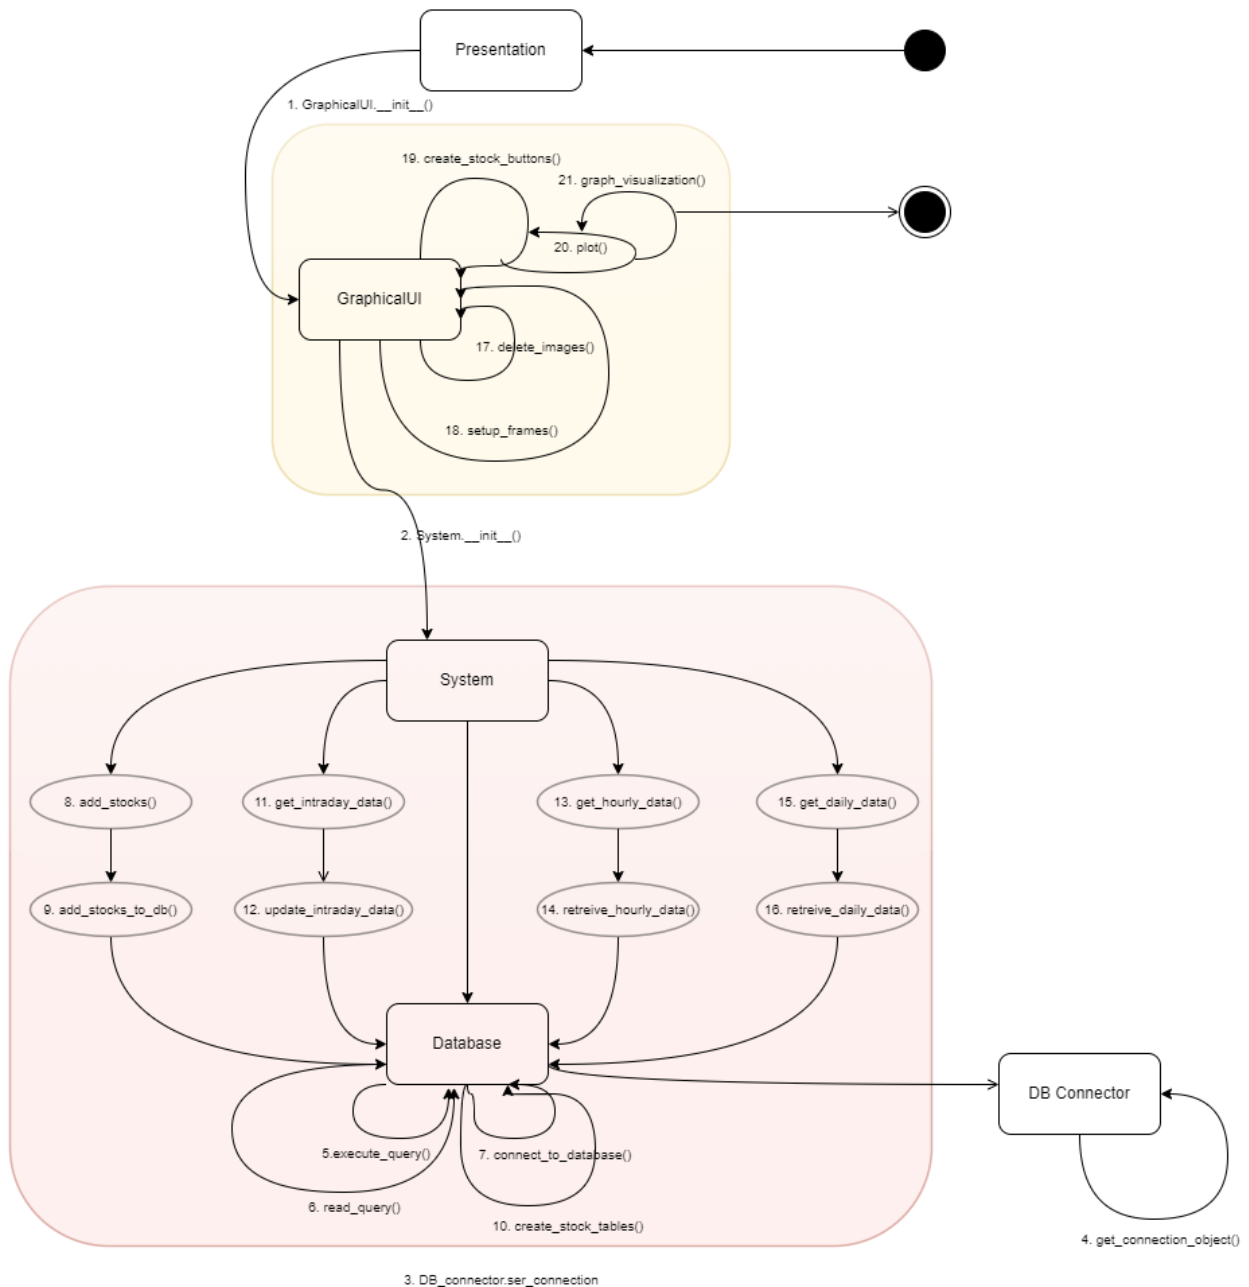 Presentation
1. GraphicalUI.__init__()
19. create_stock_buttons()
21. graph_visualization()
20. plot()
GraphicalUI
17. delete_images()
18. setup_frames()
2. System.__init__()
System
8. add_stocks()
11. get_intraday_data()
13. get_hourly_data()
15. get_daily_data()
9. add_stocks_to_db()
12. update_intraday_data()
14. retreive_hourly_data()
16. retreive_daily_data()
Database
DB Connector
5.execute_query()
7. connect_to_database()
6. read_query()
10. create_stock_tables()
4. get_connection_object()
3. DB_connector.ser_connection